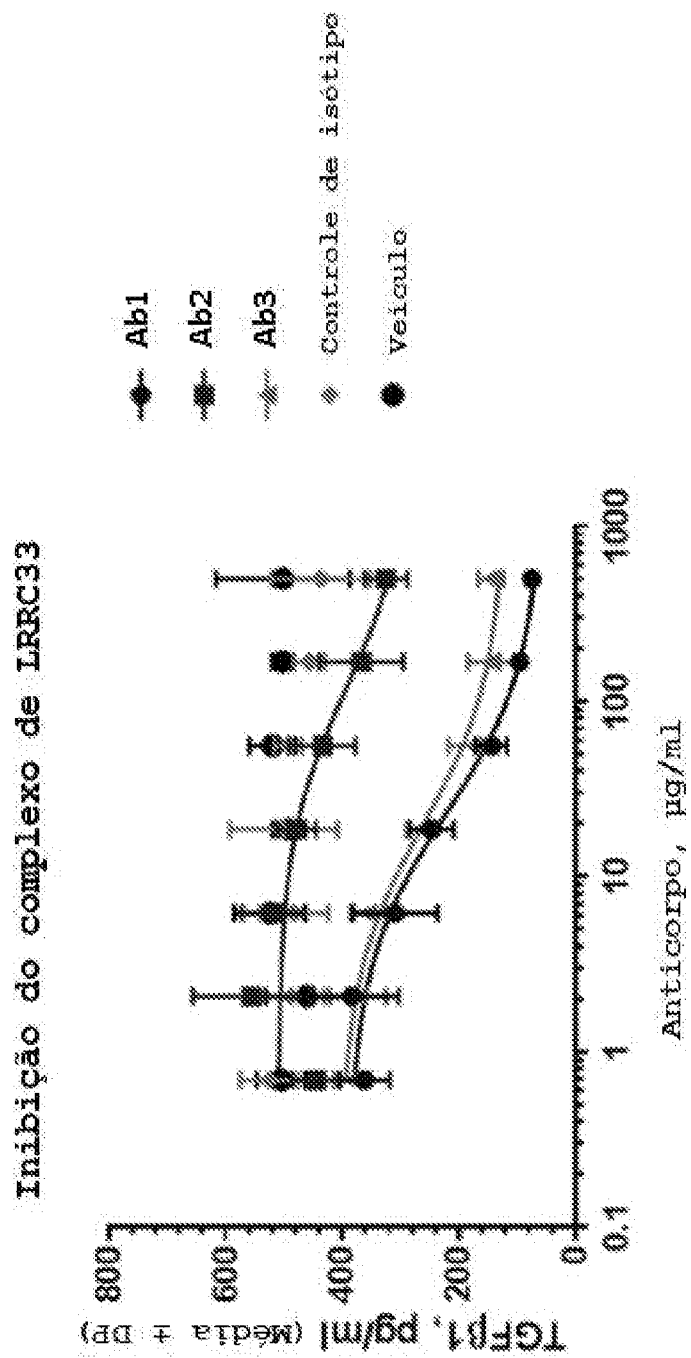 Inibição do complexo de LRRC33
TGFβ1, pg/ml (Média ± DP)
800
600
400
200
0
0.1
1
10
100
1000
Anticorpo, µg/ml
Ab1
Ab2
Ab3
Controle de isótipo
Veículo